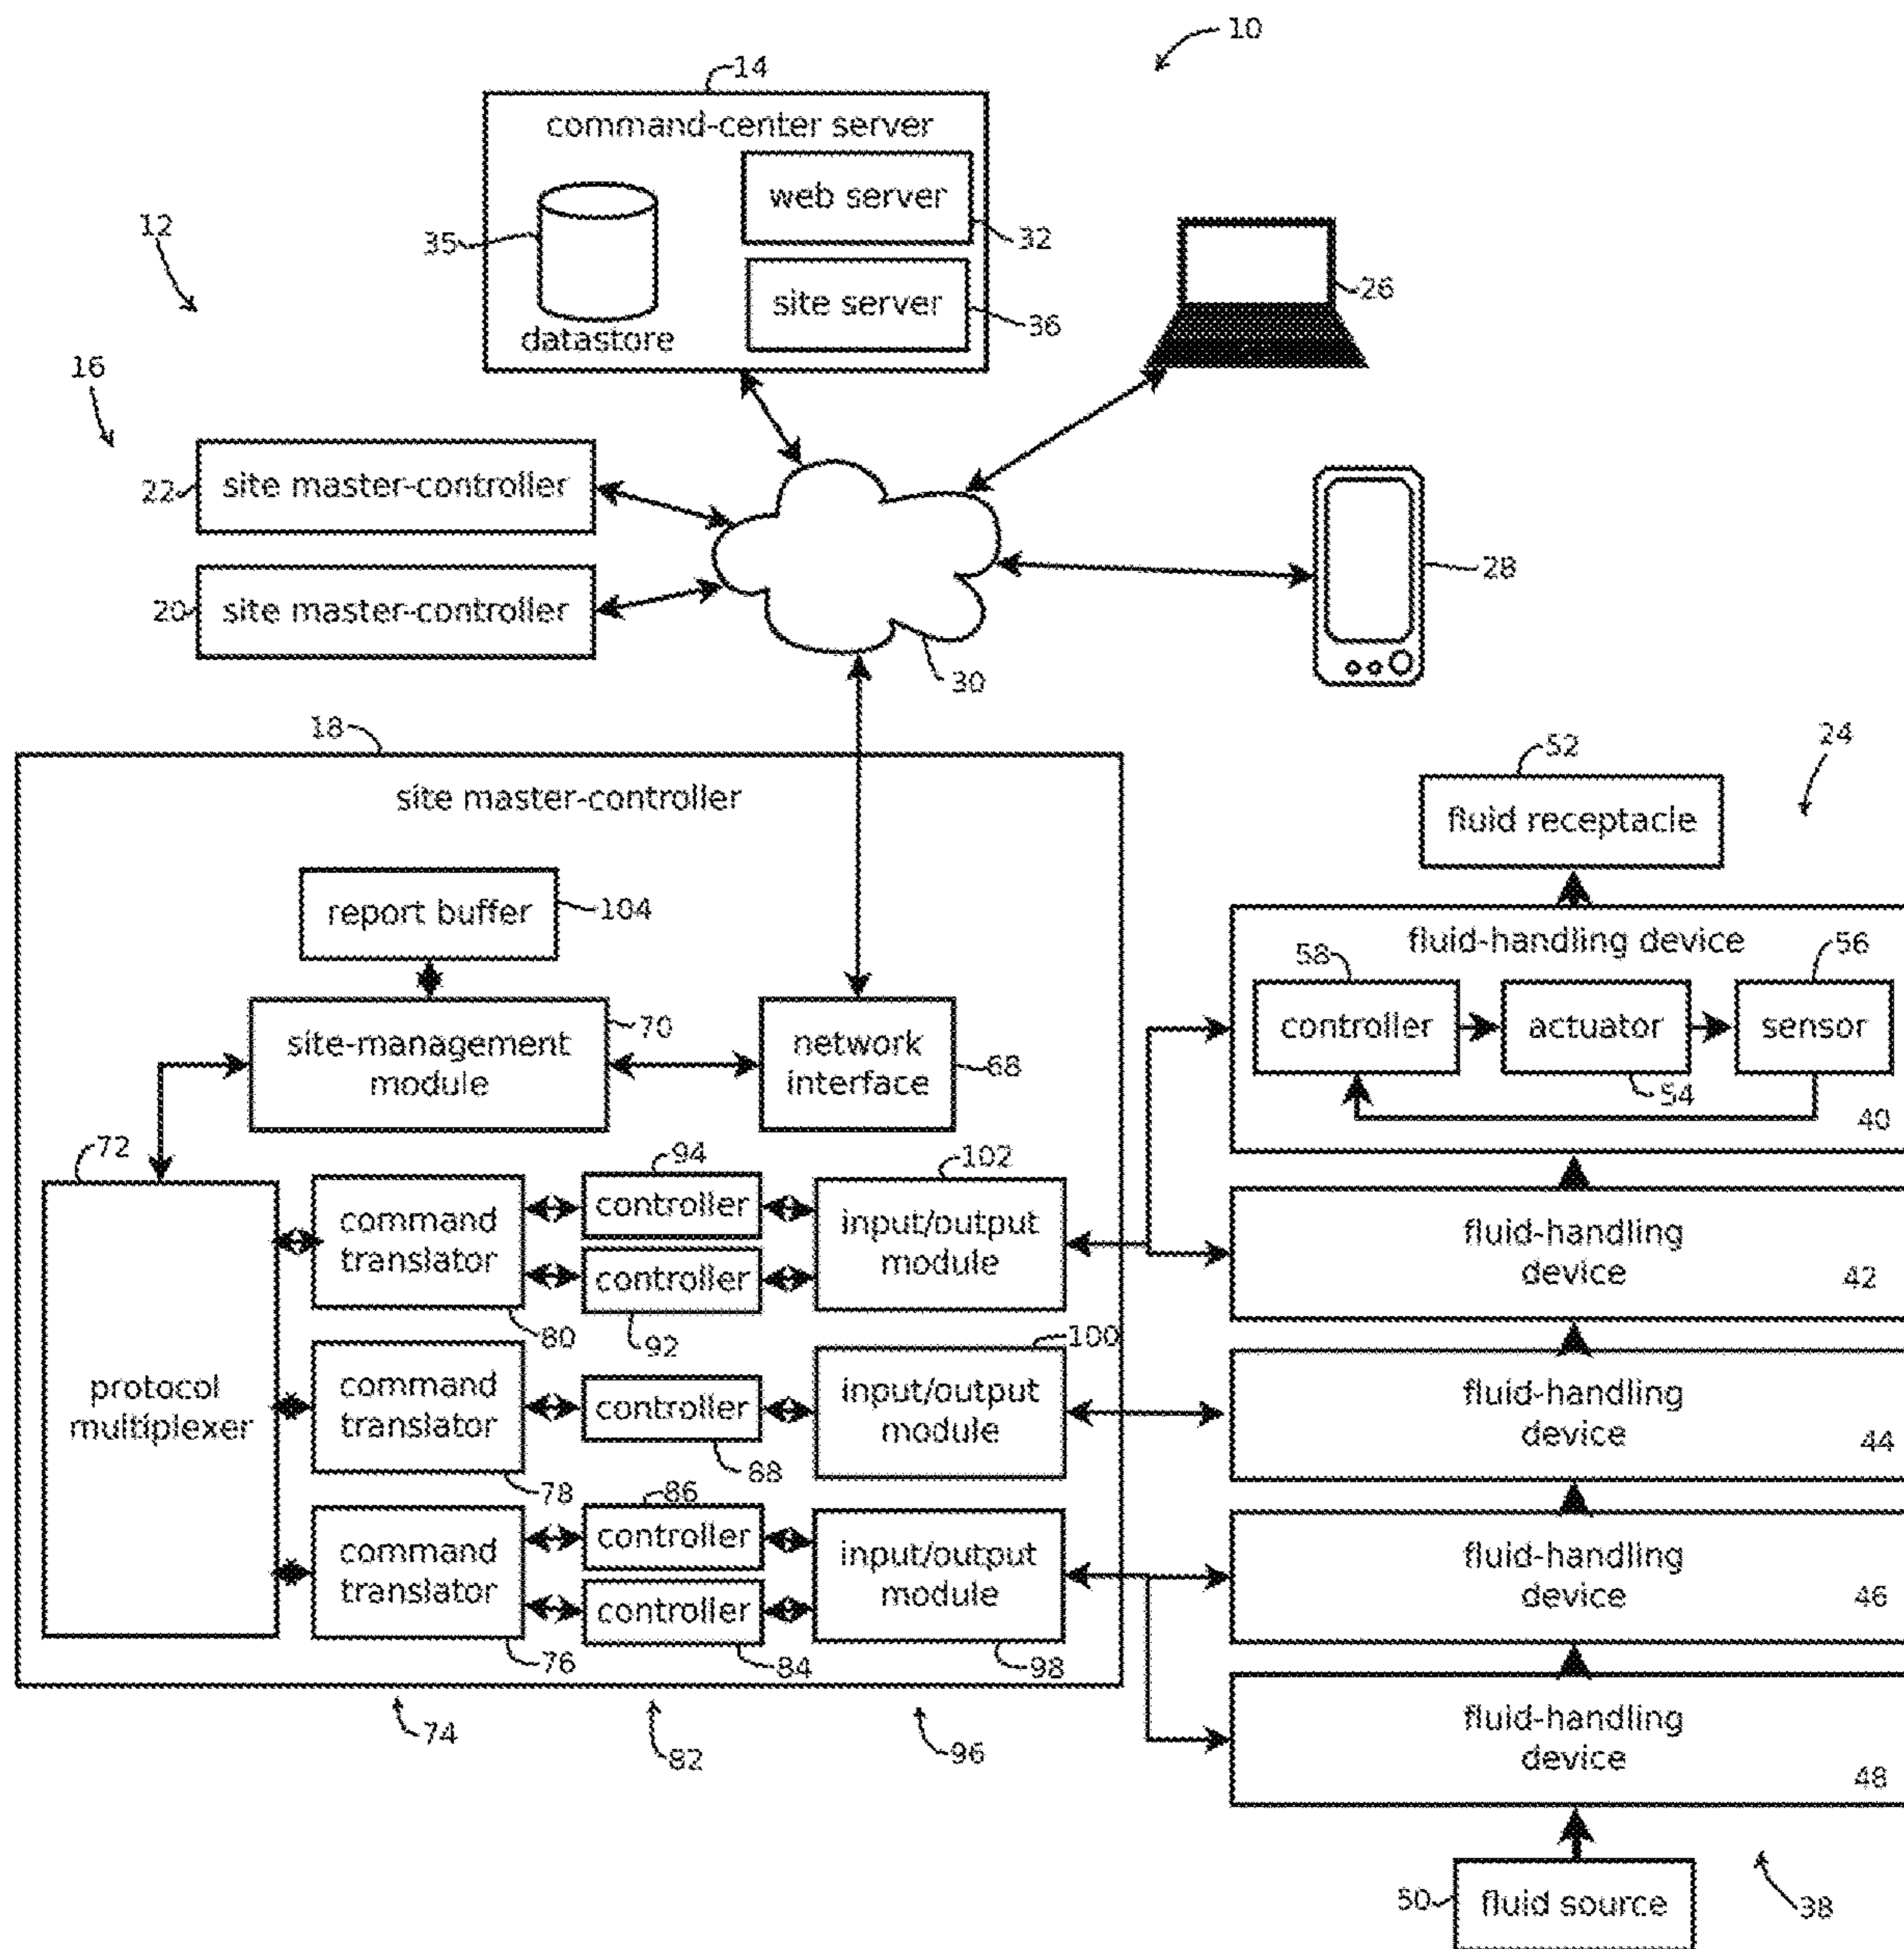 10
14
command-center server
web server
12
35
32
site server
26
36
datastore
16
22
site master-controller
28
20
site master-controller
30
18
52
24
site master-controller
fluid receptacle
report buffer
104
fluid-handling device
58
56
70
controller
actuator
sensor
site-management
module
network
interface
68
54
40
72
94
102
command
translator
controller
input/output
module
fluid-handling
device
controller
42
80
92
100
protocol
multiplexer
command
translator
controller
input/output
module
fluid-handling
device
44
88
78
86
command
translator
controller
input/output
module
fluid-handling
device
controller
46
76
84
98
fluid-handling
device
74
82
96
48
50
fluid source
38